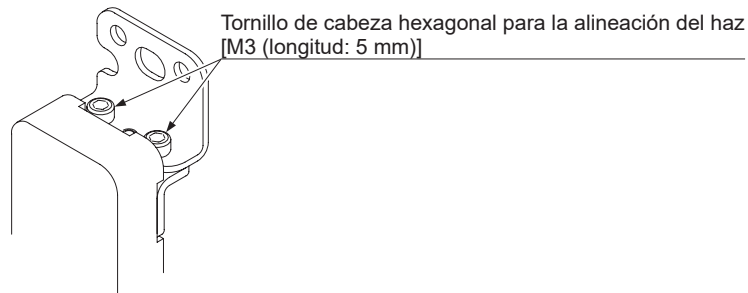 Tornillo de cabeza hexagonal para la alineación del haz
[M3 (longitud: 5 mm)]